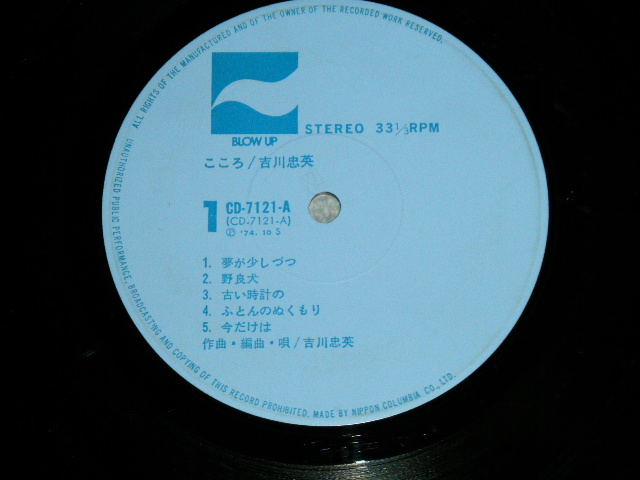 ALL RIGHTS OF THE MANUFACTURER AND OF THE OWNER OF THE RECORDED WORK RESERVED.
BLOW UP
STEREO 33⅓RPM
こころ/吉川忠英
1
CD-7121-A
(CD-7121-A)
Ⓟ '74. 10 S
1. 夢が少しづつ
2. 野良犬
3. 古い時計の
4. ふとんのぬくもり
5. 今だけは
作曲・編曲・唄/吉川忠英
UNAUTHORIZED PUBLIC PERFORMANCE, BROADCASTING AND COPYING OF THIS RECORD PROHIBITED. MADE BY NIPPON COLUMBIA CO., LTD.